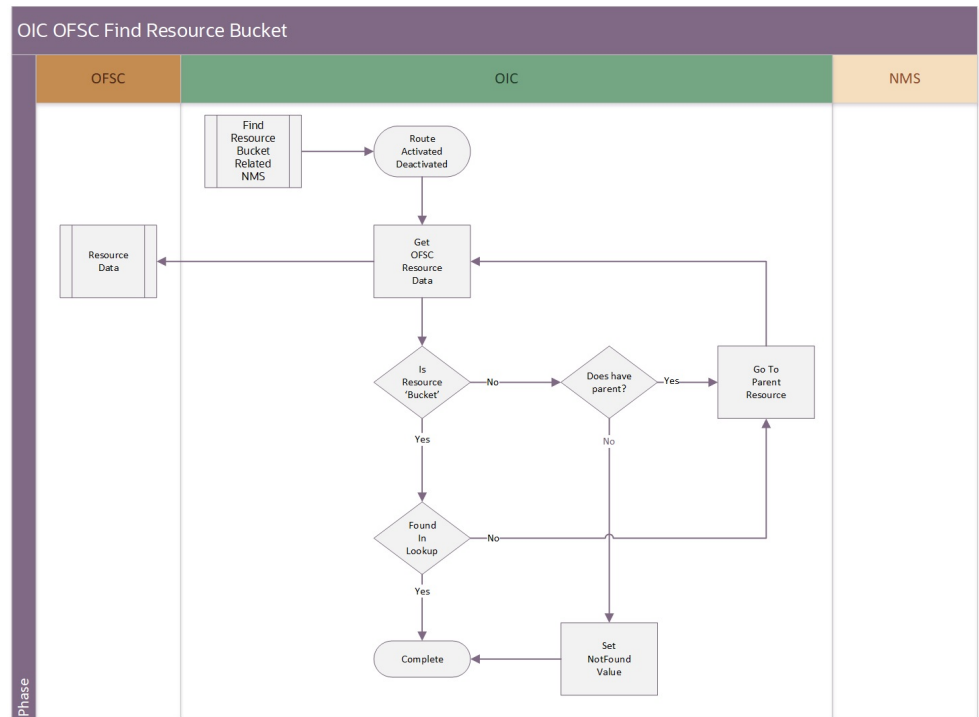 OIC OFSC Find Resource Bucket
OFSC
OIC
NMS
Find
Resource
Bucket
Related
NMS
Route
Activated
Deactivated
Resource
Data
Get
OFSC
Resource
Data
Is
Resource
‘Bucket’
No
Does have
parent?
Yes
Go To
Parent
Resource
Yes
No
Found
In
Lookup
No
Yes
Complete
Set
NotFound
Value
Phase